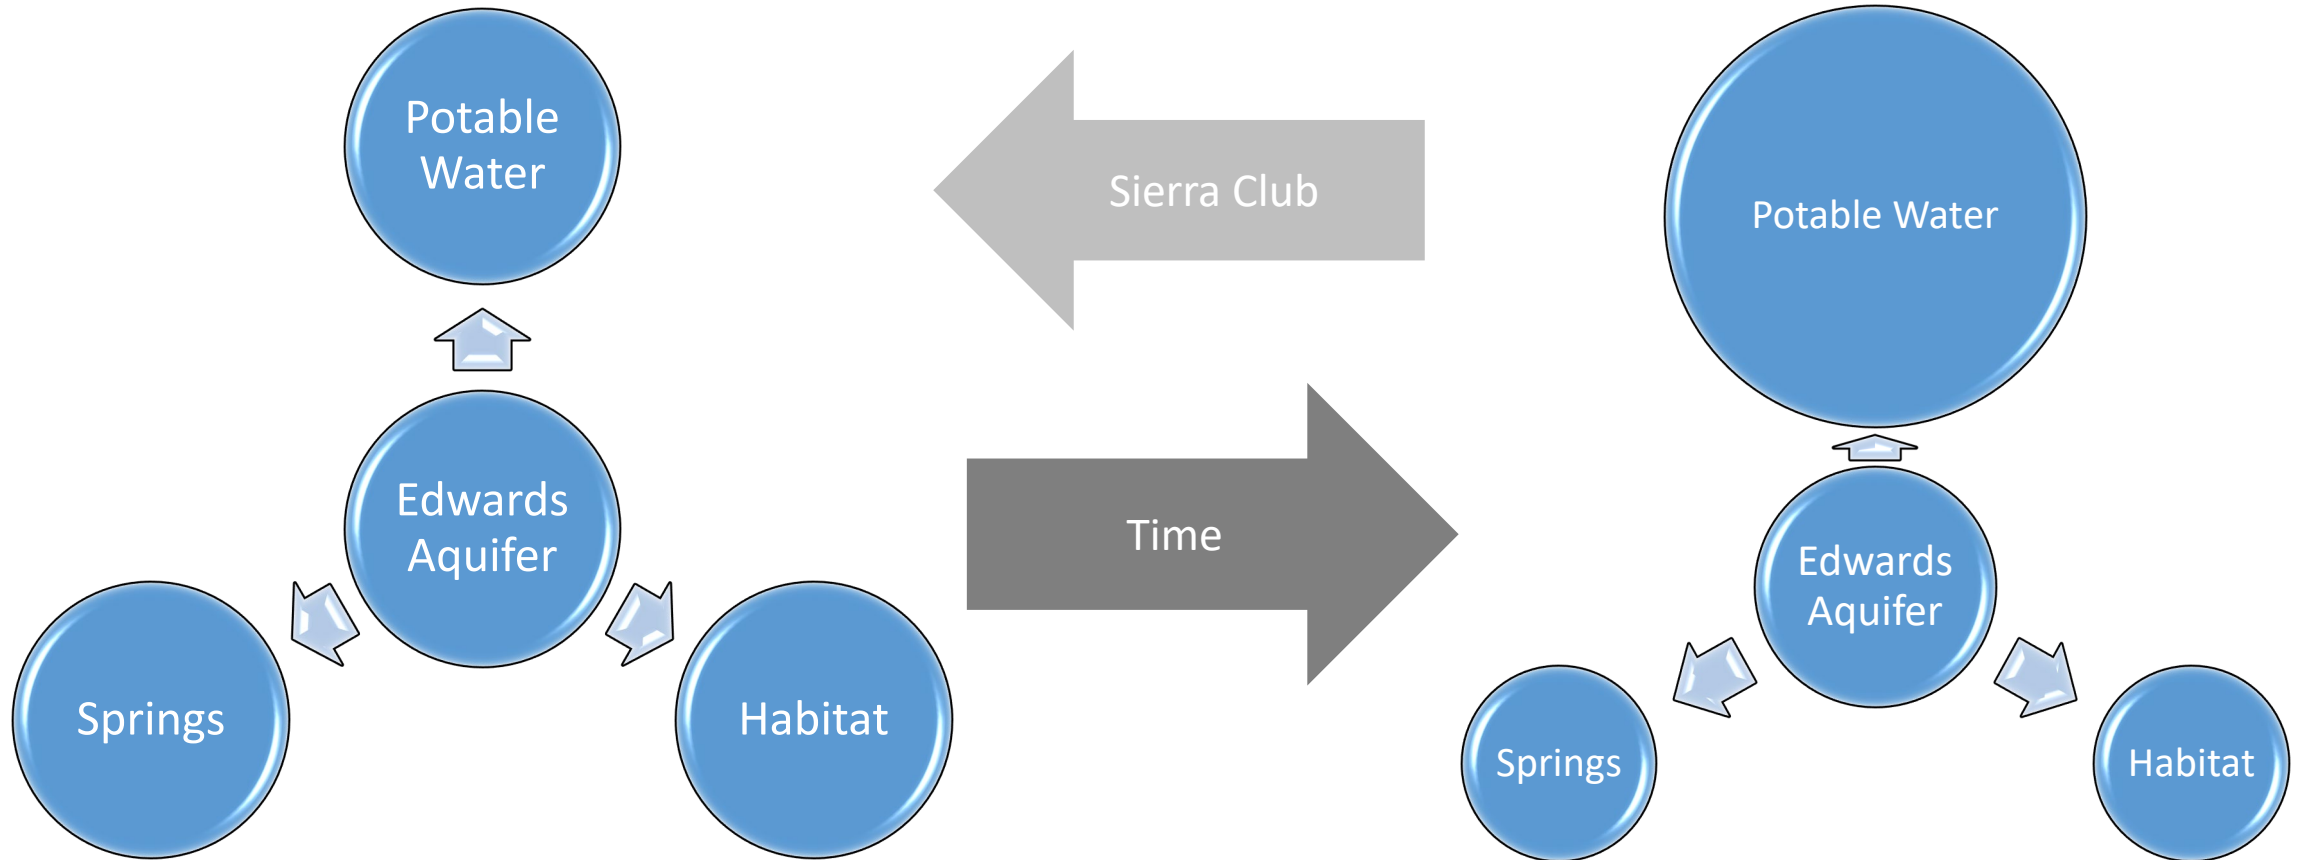 Potable
Water
Edwards
Aquifer
Springs
Habitat
Sierra Club
Time
Potable Water
Edwards
Aquifer
Springs
Habitat